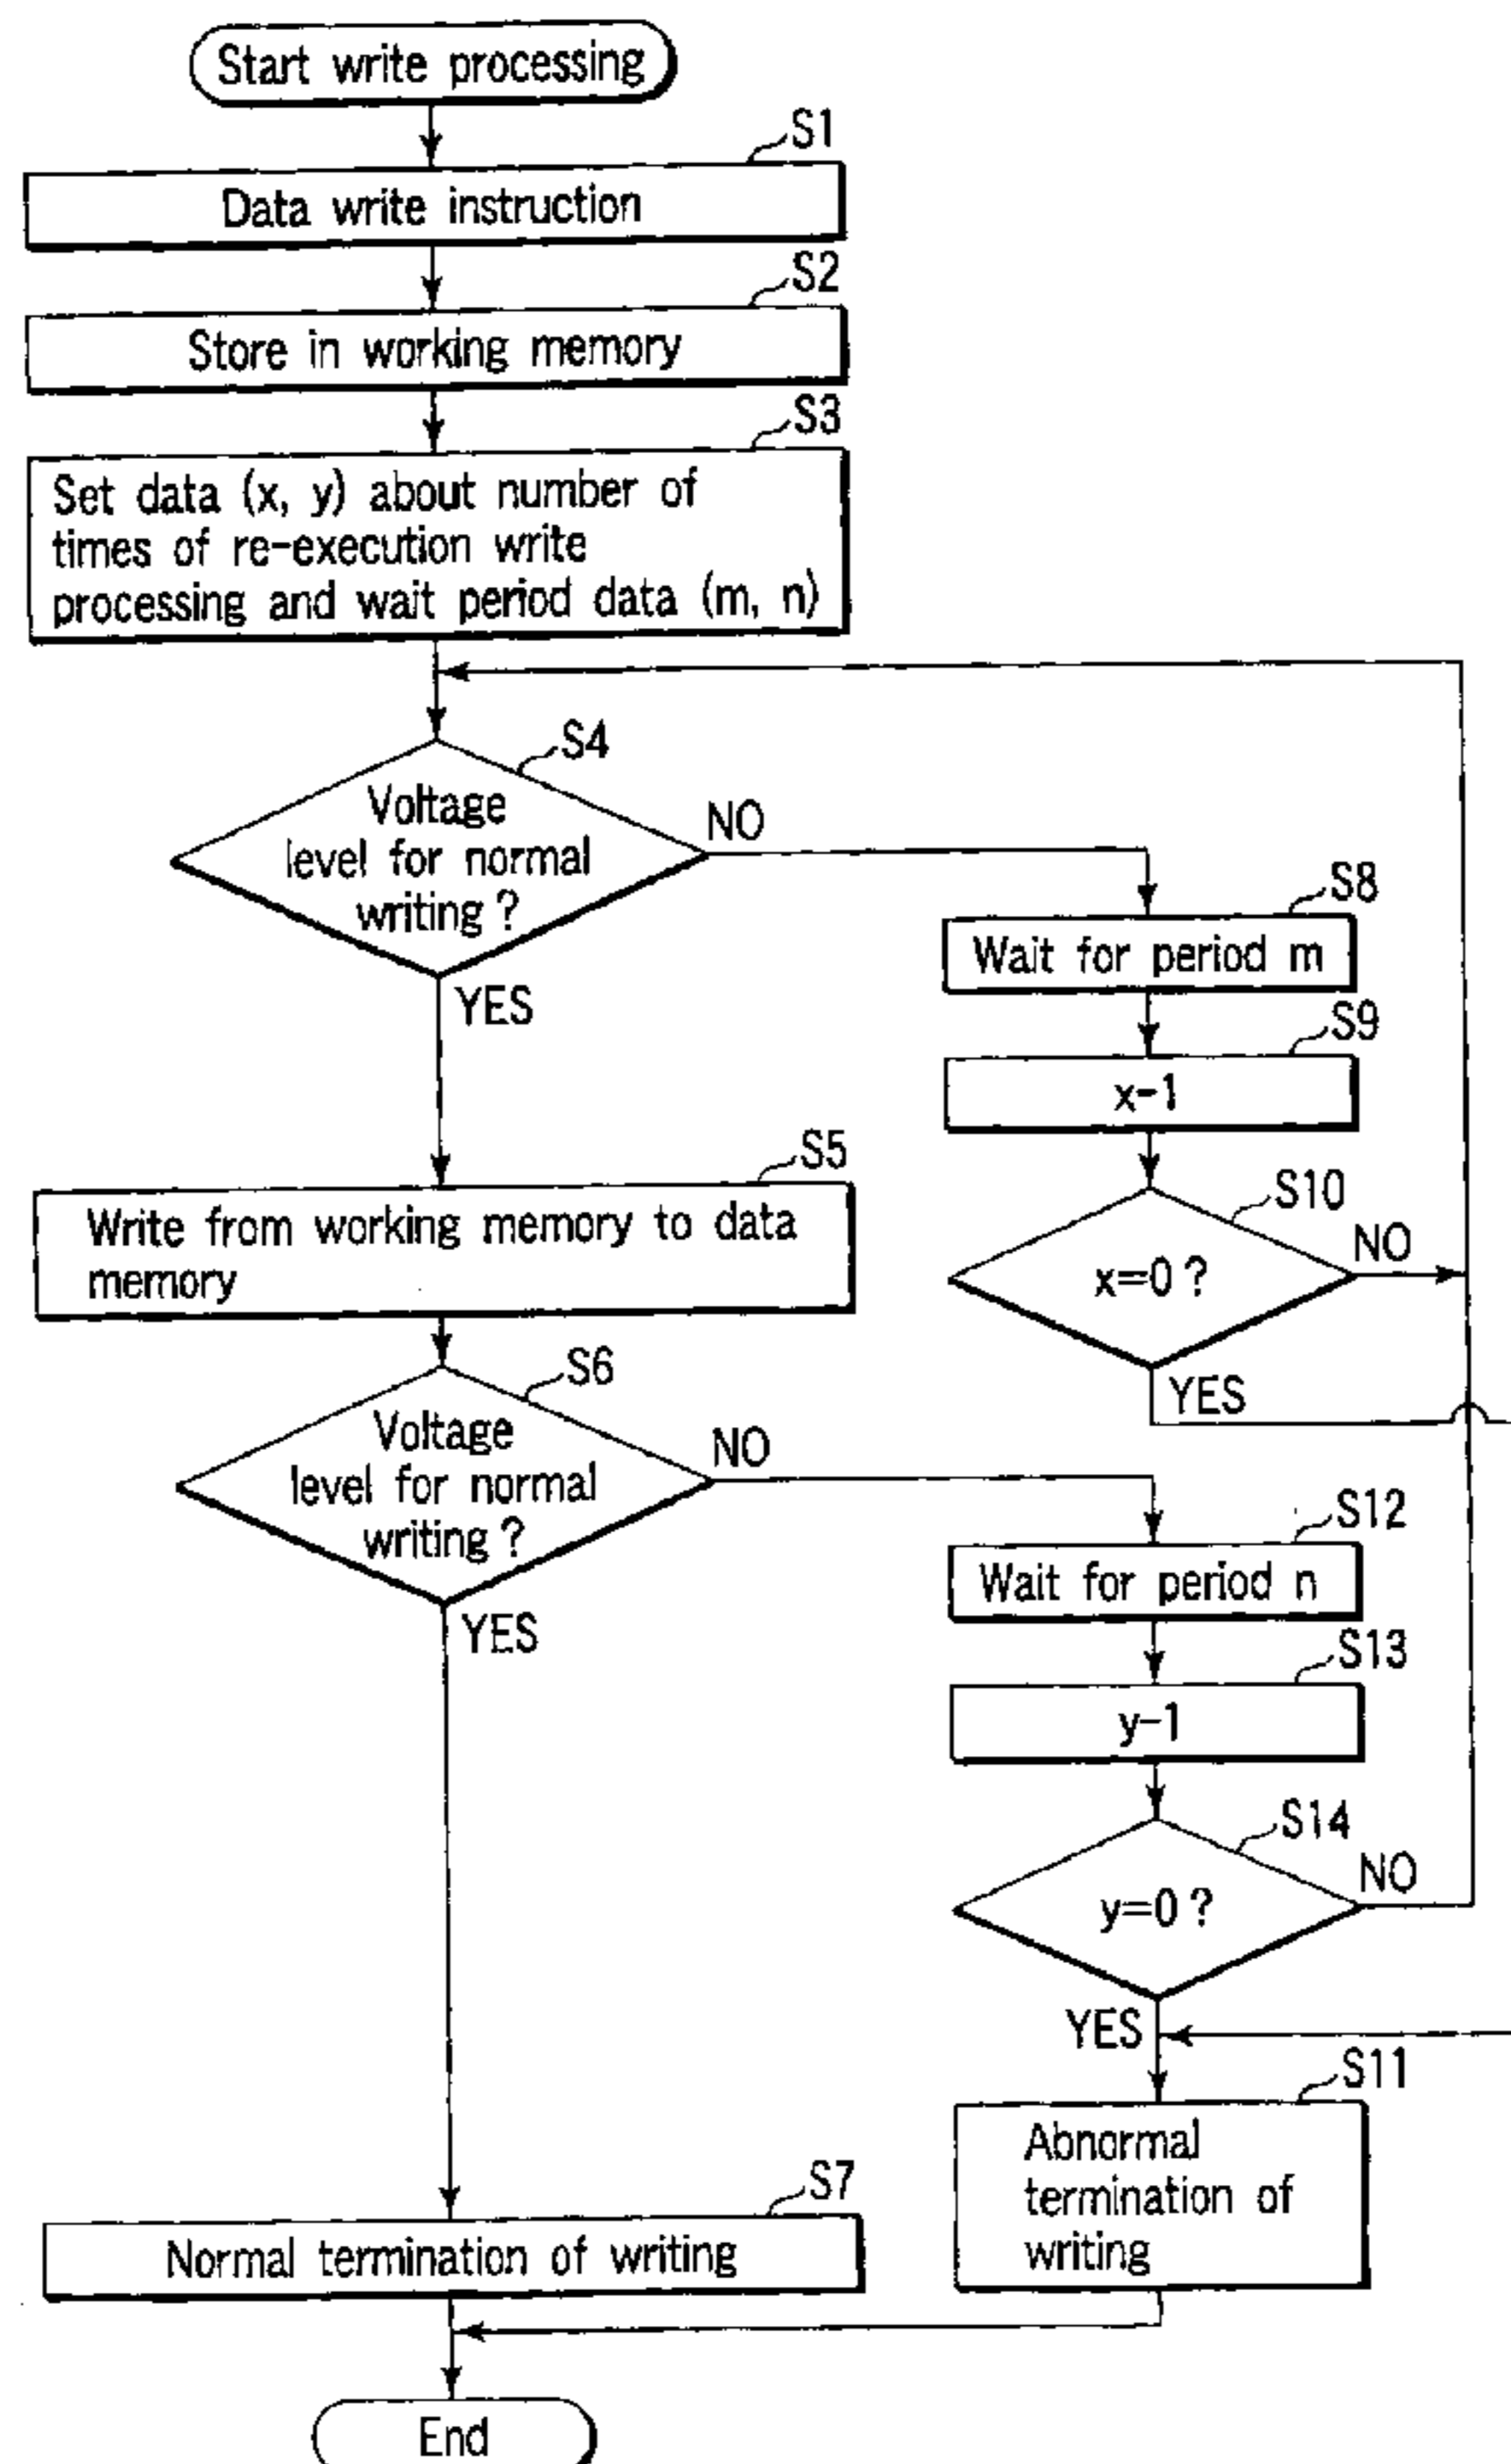 Start write processing
S1
Data write instruction
S2
Store in working memory
S3
Set data (x, y) about number of
times of re-execution write
processing and wait period data (m, n)
S4
Voltage
level for normal
writing ?
NO
YES
S8
Wait for period m
S9
x-1
S10
x=0 ?
NO
YES
S5
Write from working memory to data
memory
S6
Voltage
level for normal
writing ?
NO
YES
S12
Wait for period n
S13
y-1
S14
y=0 ?
NO
YES
S11
Abnormal
termination of
writing
S7
Normal termination of writing
End